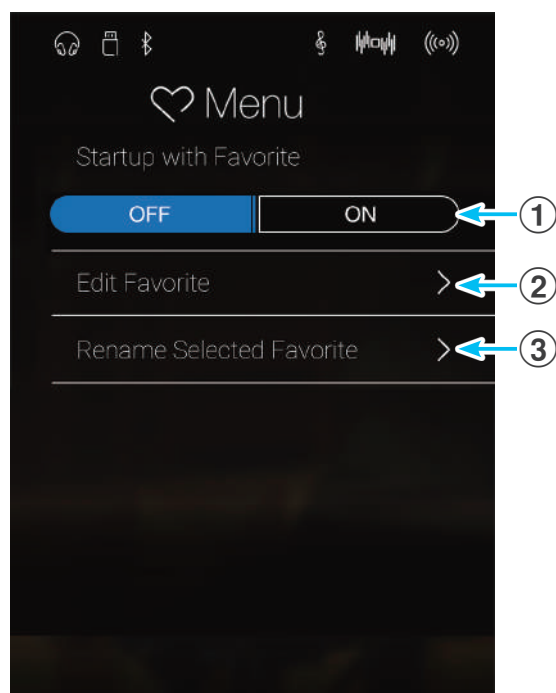 Menu
Startup with Favorite
OFF ON 1
Edit Favorite 2
Rename Selected Favorite 3